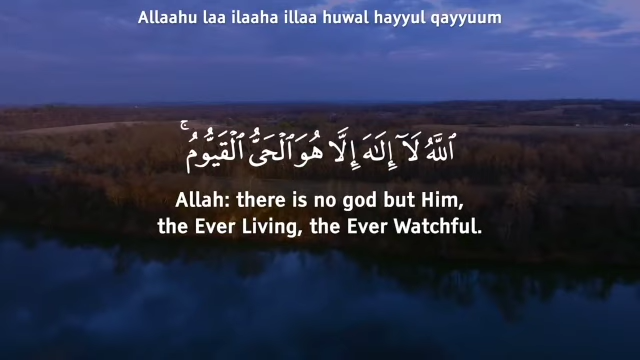 Allaahu laa ilaaha illaa huwal hayyul qayyuum
ٱللَّهُ لَآ إِلَـٰهَ إِلَّا هُوَ ٱلْحَىُّ ٱلْقَيُّومُ ۚ
Allah: there is no god but Him,
the Ever Living, the Ever Watchful.